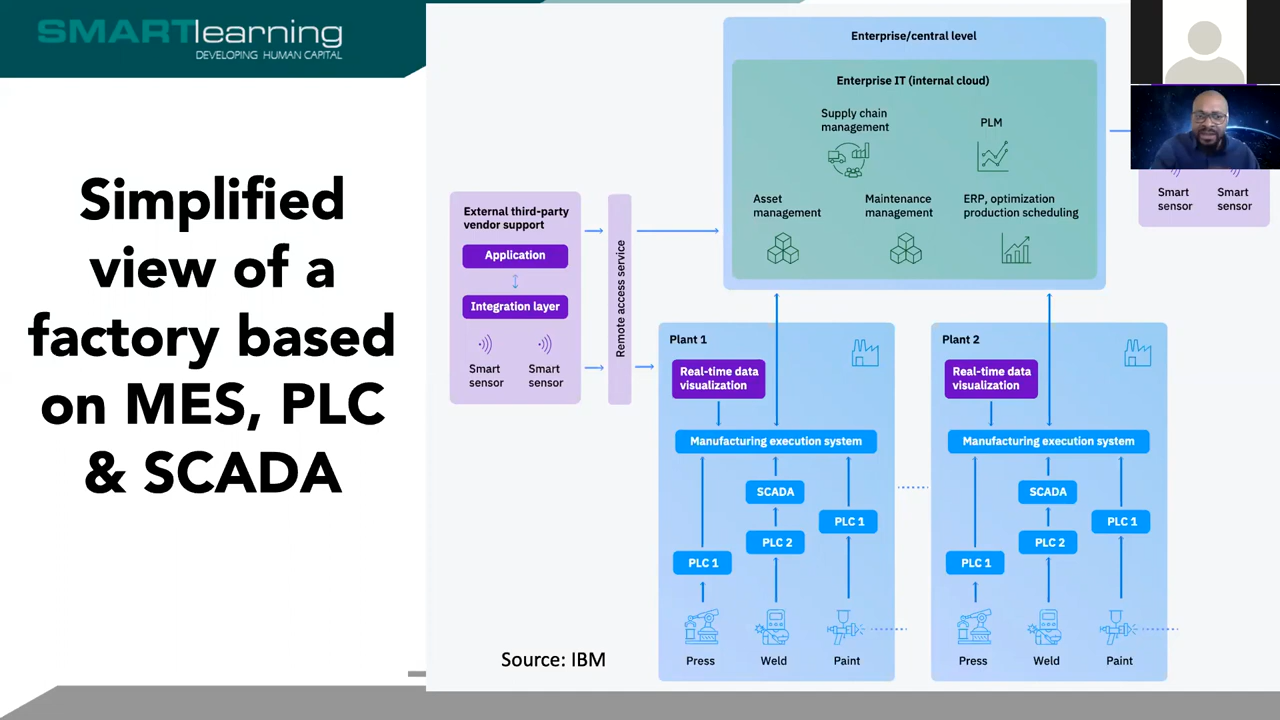 SMARTlearning
DEVELOPING HUMAN CAPITAL
Simplified
view of a
factory based
on MES, PLC
& SCADA
Enterprise/central level
Enterprise IT (internal cloud)
Supply chain
management
PLM
Asset
management
Maintenance
management
ERP, optimization
production scheduling
External third-party
vendor support
Application
Integration layer
Smart
sensor
Smart
sensor
Remote access service
Smart
sensor
Smart
sensor
Plant 1
Real-time data
visualization
Manufacturing execution system
SCADA
PLC 1
PLC 2
PLC 1
Press
Weld
Paint
Plant 2
Real-time data
visualization
Manufacturing execution system
SCADA
PLC 1
PLC 2
PLC 1
Press
Weld
Paint
Source: IBM